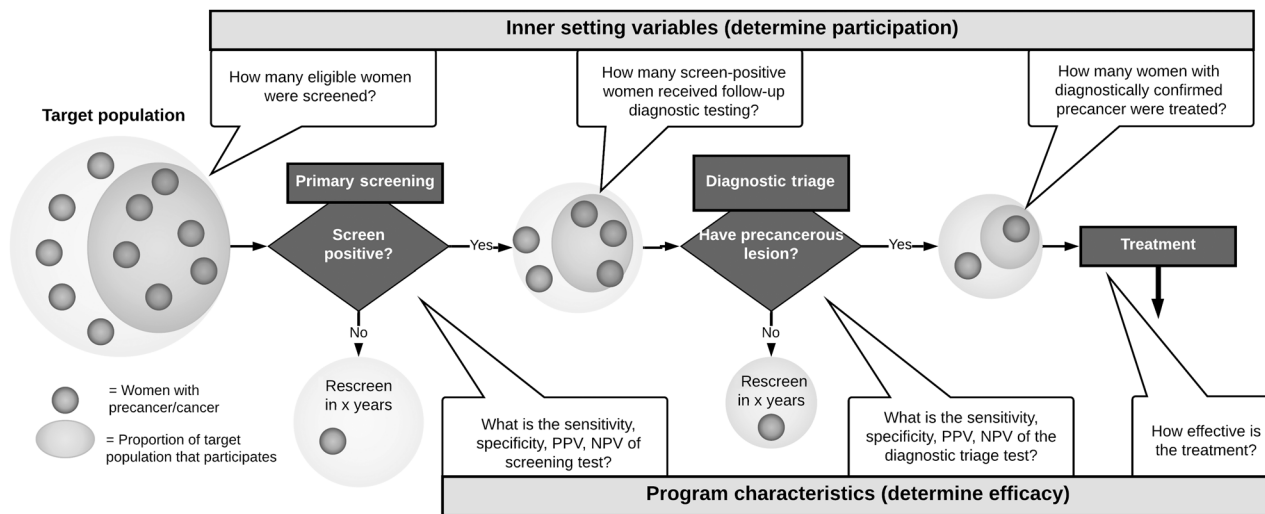 Inner setting variables (determine participation)
How many eligible women
were screened?
How many screen-positive
women received follow-up
diagnostic testing?
How many women with
diagnostically confirmed
precancer were treated?
Target population
Primary screening
Screen
positive?
Yes
No
Rescreen
in x years
Diagnostic triage
Have precancerous
lesion?
Yes
No
Rescreen
in x years
Treatment
= Women with
precancer/cancer
= Proportion of target
population that participates
What is the sensitivity,
specificity, PPV, NPV of
screening test?
What is the sensitivity,
specificity, PPV, NPV of the
diagnostic triage test?
How effective is
the treatment?
Program characteristics (determine efficacy)